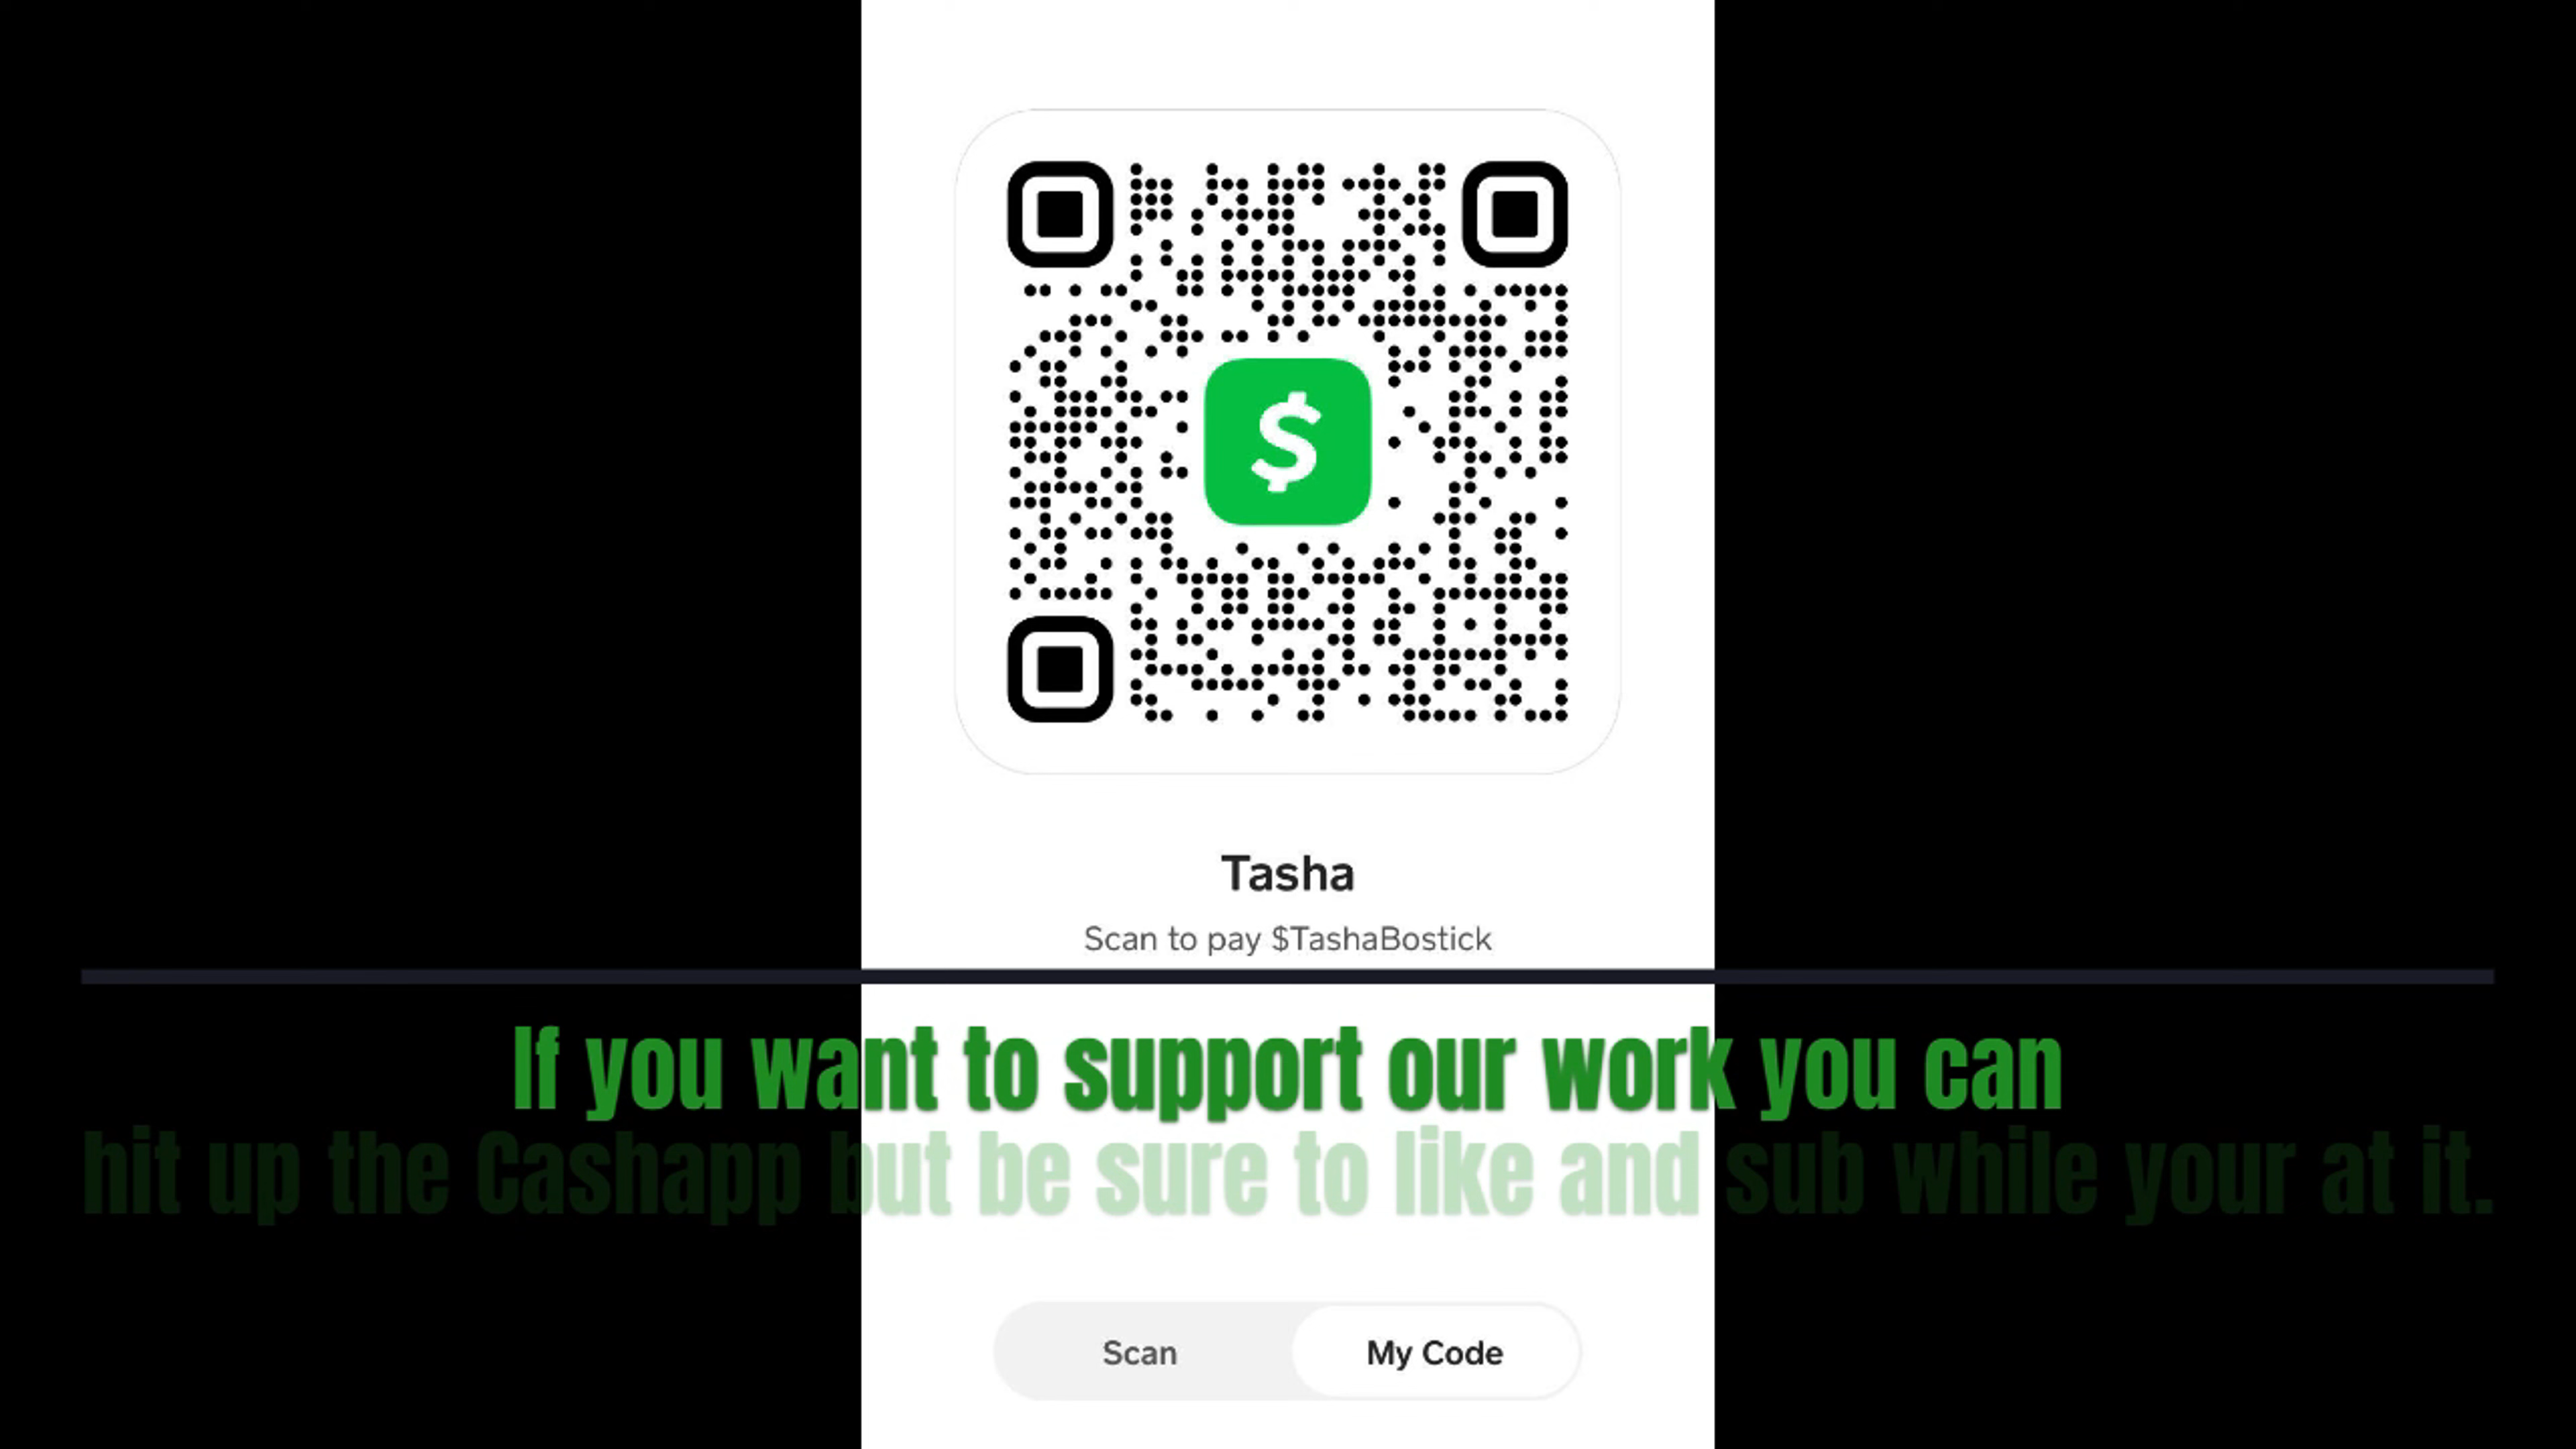 $
Tasha
Scan to pay $TashaBostick
If you want to support our work you can
hit up the Cashapp but be sure to like and sub while your at it.
Scan My Code